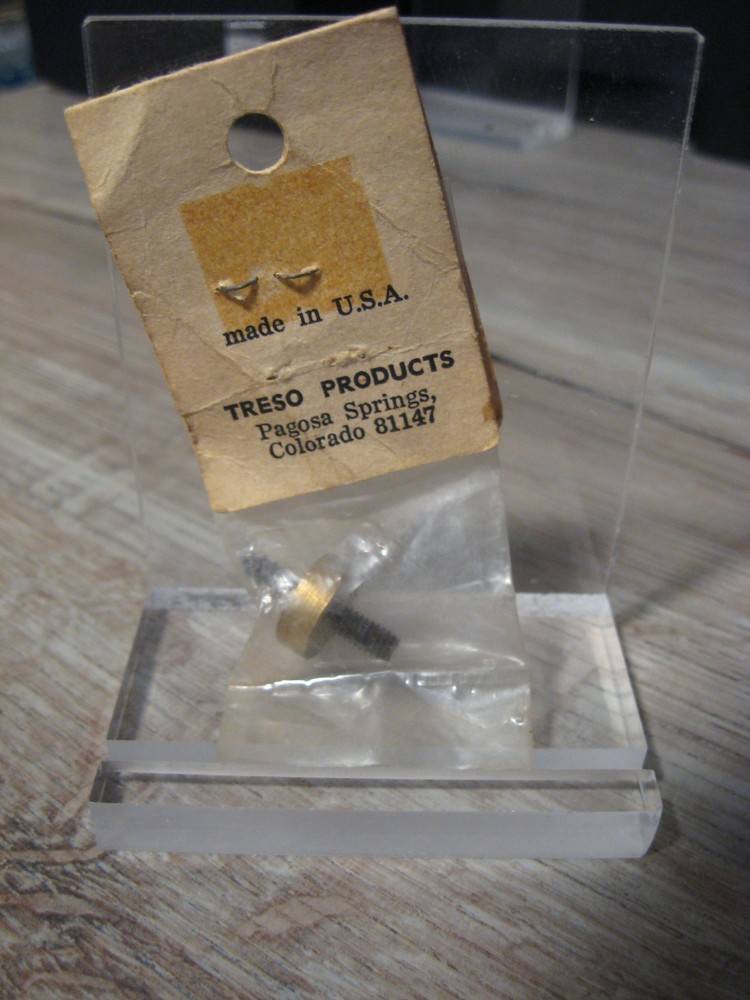 made in U.S.A.
TRESO PRODUCTS
Pagosa Springs,
Colorado 81147